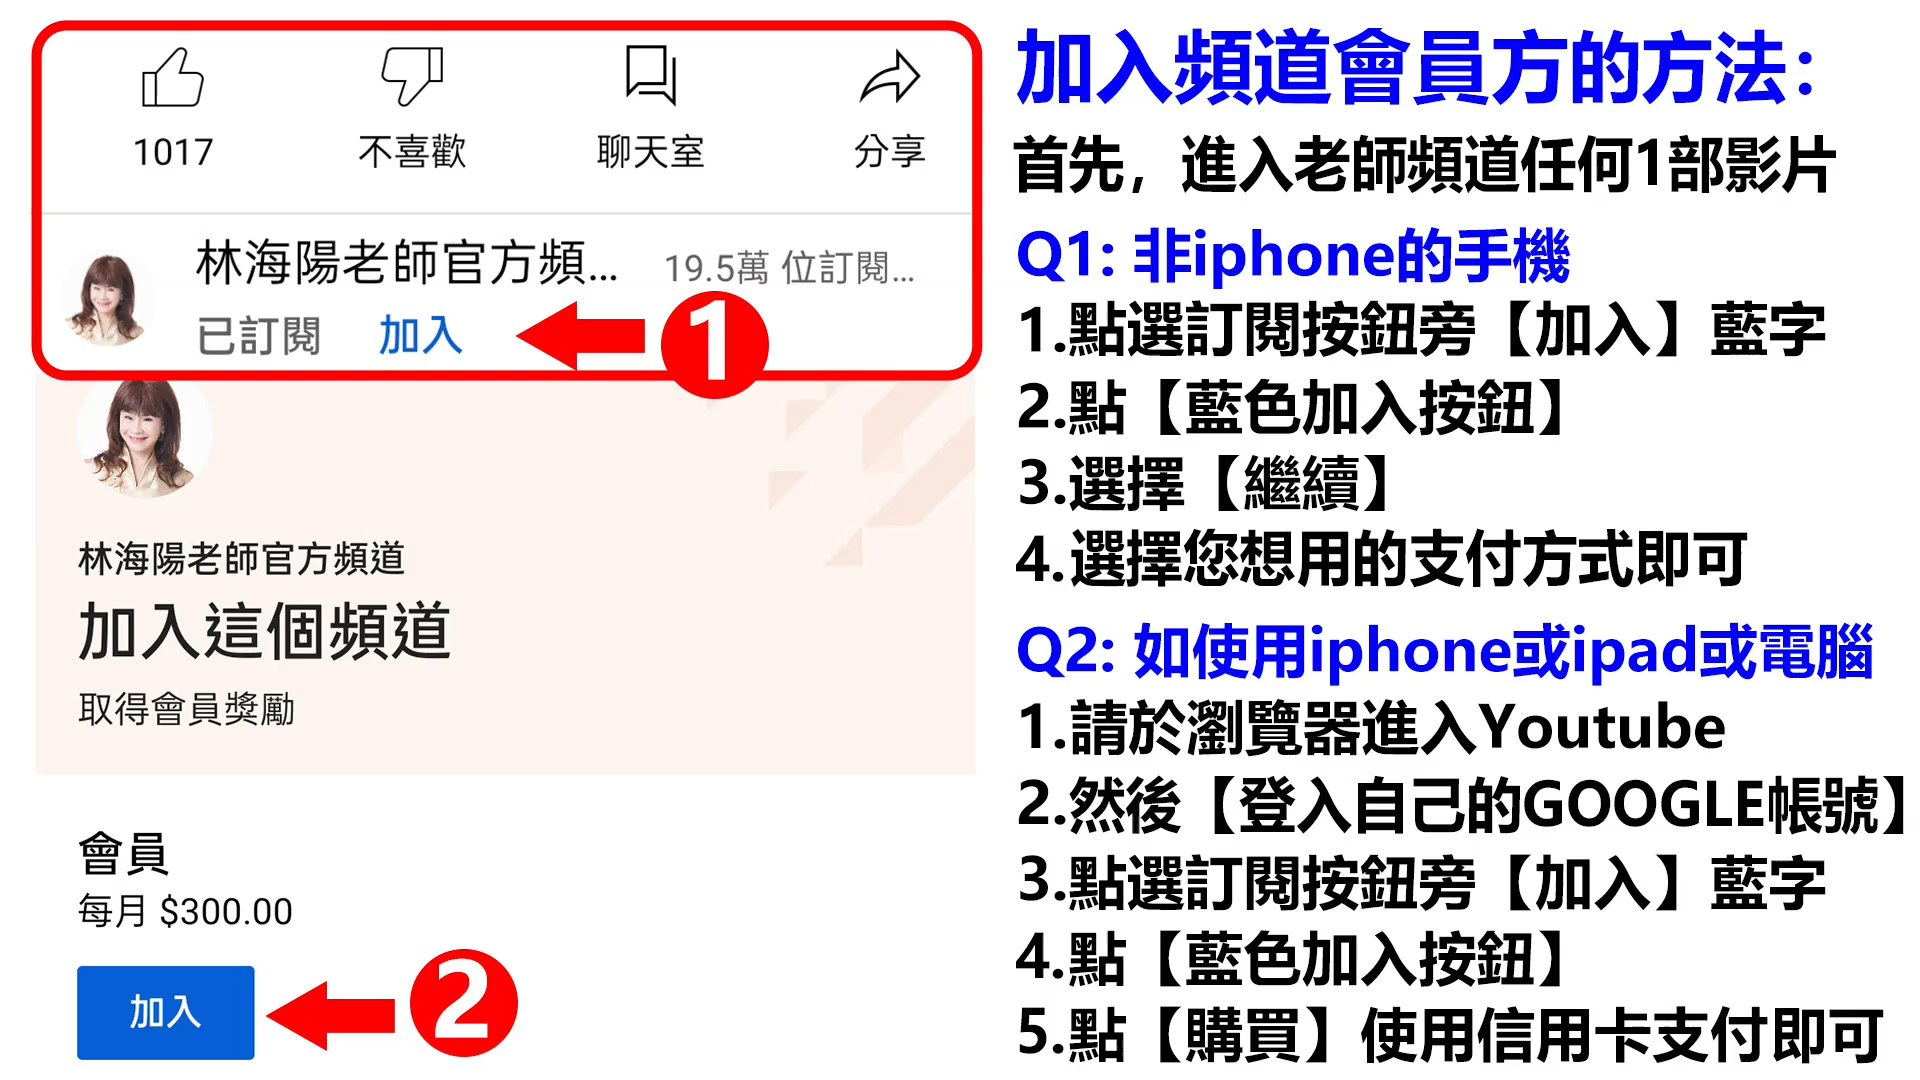 1017
不喜歡
聊天室
分享
林海陽老師官方頻... 19.5萬 位訂閱...
已訂閱 加入
1
林海陽老師官方頻道
加入這個頻道
取得會員獎勵
會員
每月 $300.00
加入
2
加入頻道會員方的方法：
首先，進入老師頻道任何1部影片
Q1: 非iphone的手機
1.點選訂閱按鈕旁【加入】藍字
2.點【藍色加入按鈕】
3.選擇【繼續】
4.選擇您想用的支付方式即可
Q2: 如使用iphone或ipad或電腦
1.請於瀏覽器進入Youtube
2.然後【登入自己的GOOGLE帳號】
3.點選訂閱按鈕旁【加入】藍字
4.點【藍色加入按鈕】
5.點【購買】使用信用卡支付即可